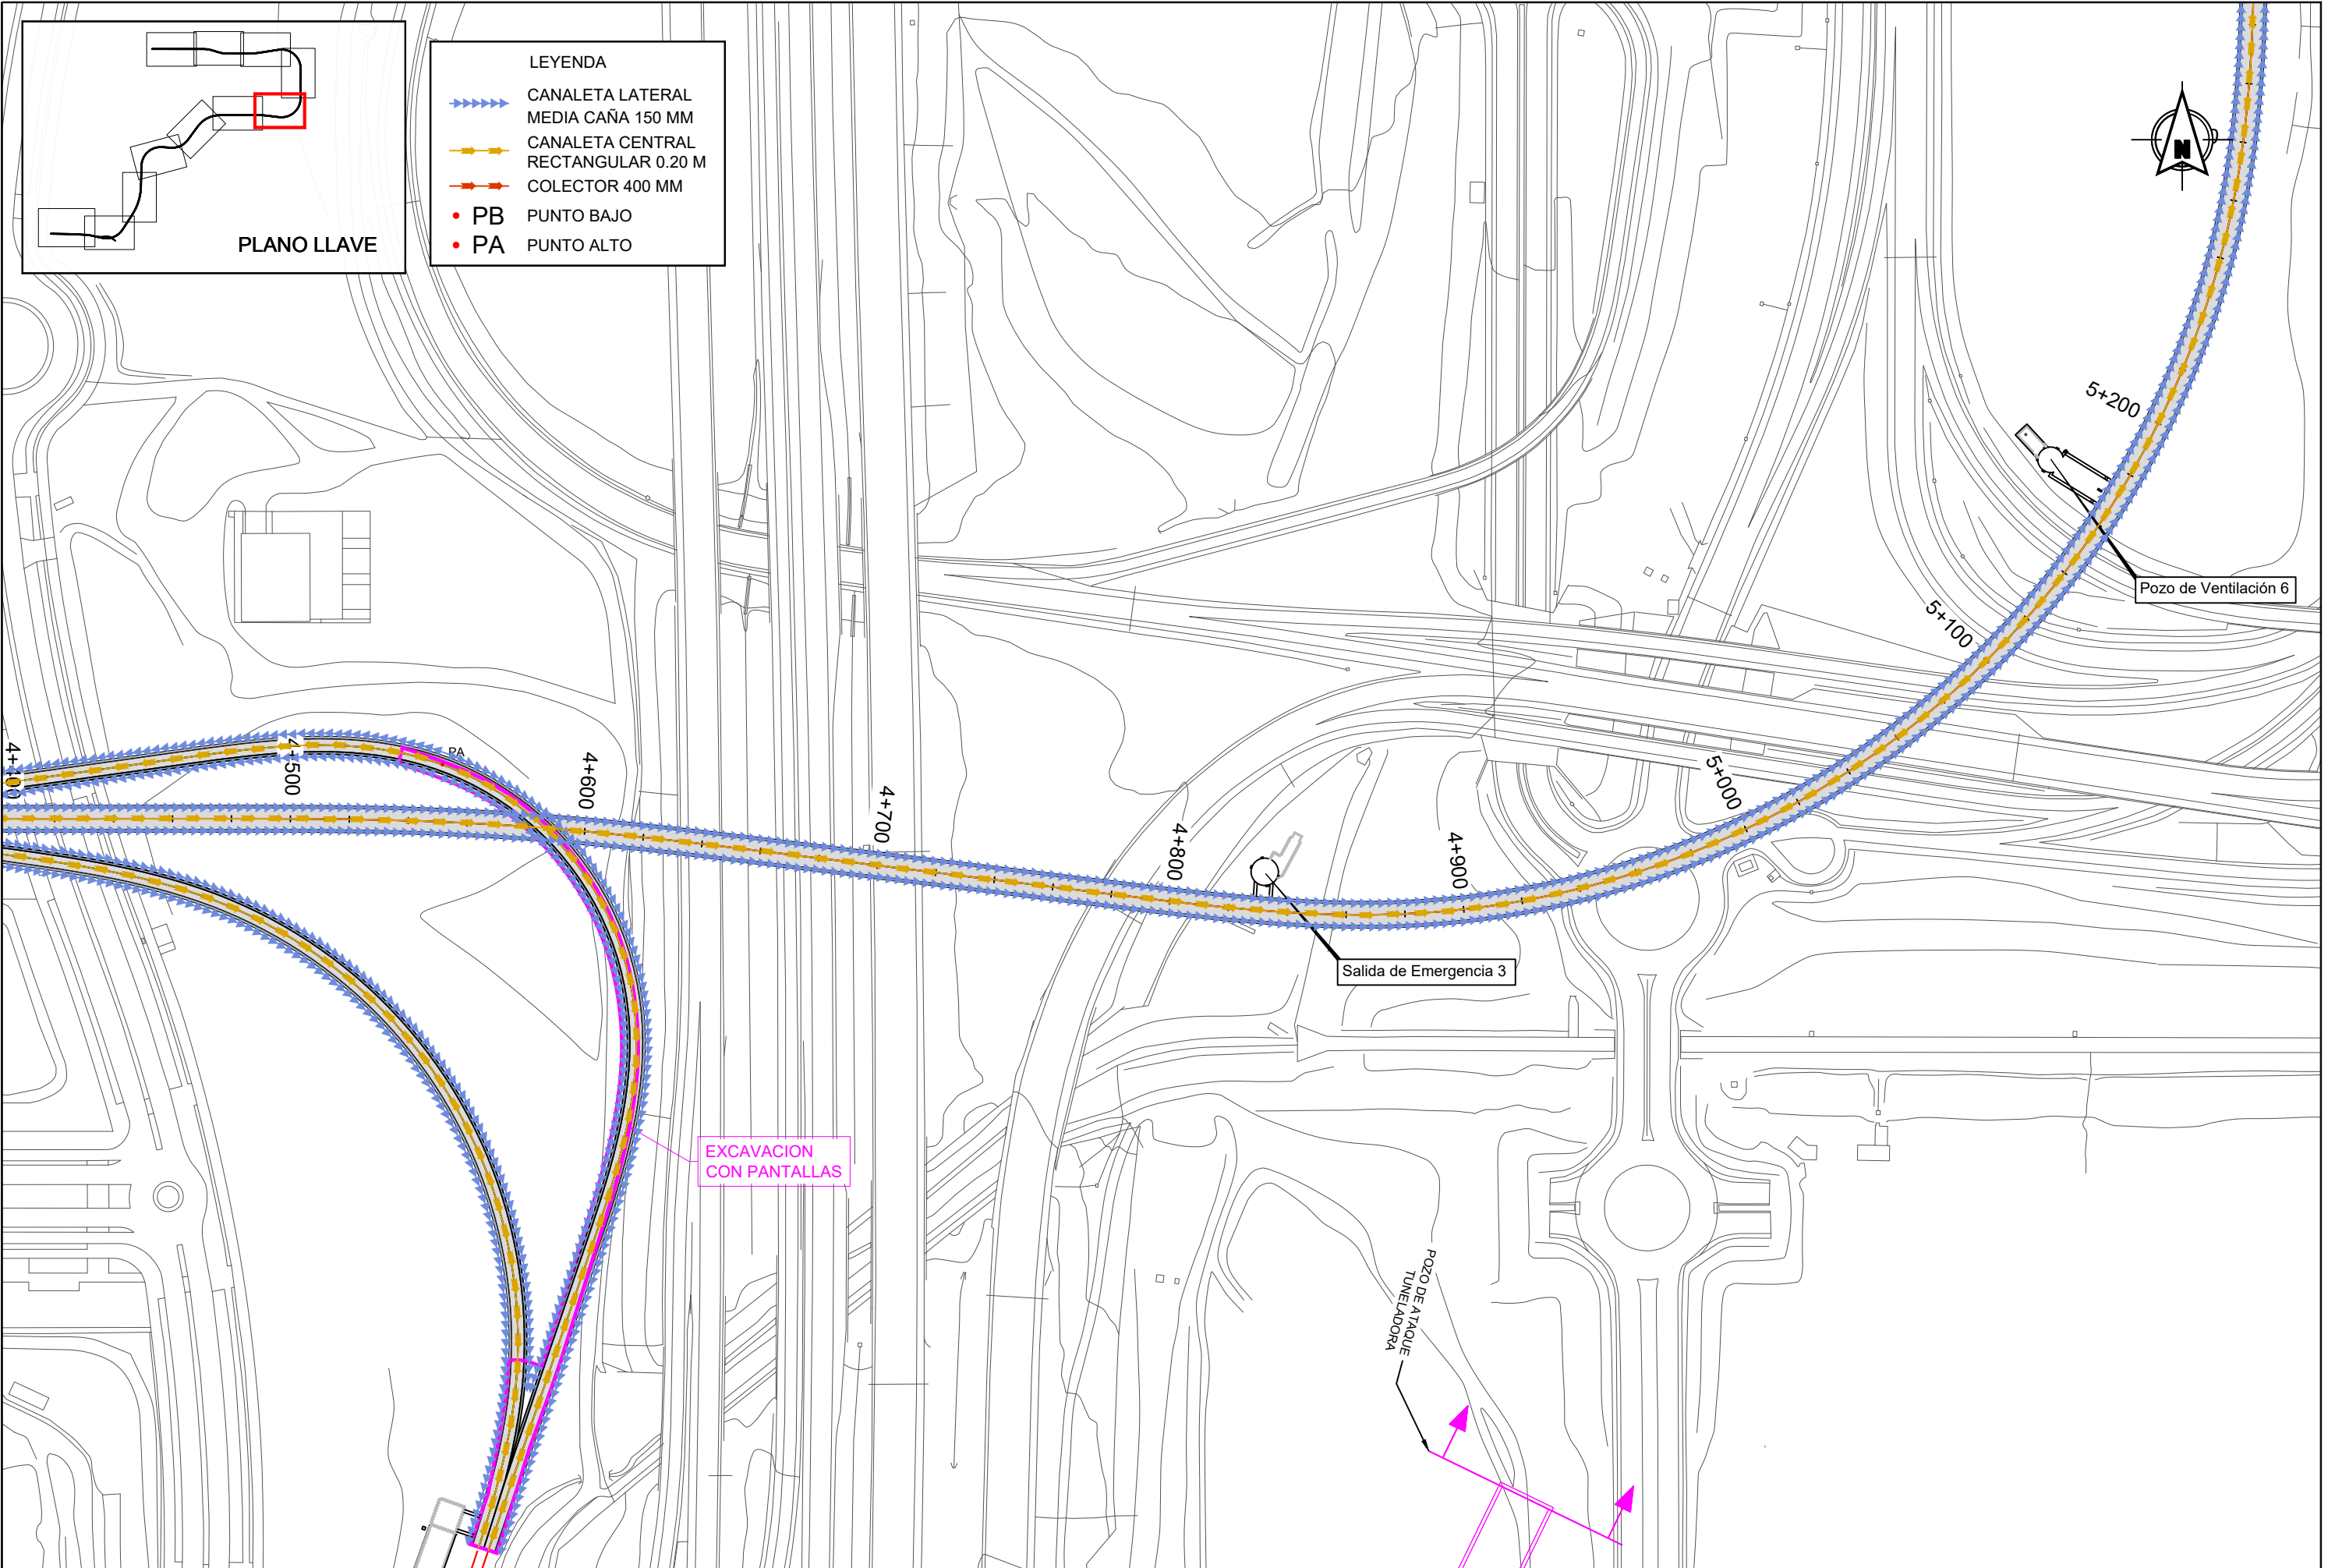 PLANO LLAVE
LEYENDA
CANALETA LATERAL
MEDIA CAÑA 150 MM
CANALETA CENTRAL
RECTANGULAR 0.20 M
COLECTOR 400 MM
PB PUNTO BAJO
PA PUNTO ALTO
N
5+200
Pozo de Ventilación 6
5+100
5+000
PA
4+500
4+600
4+700
4+800
4+900
Salida de Emergencia 3
EXCAVACION
CON PANTALLAS
POZO DE ATAQUE
TUNELADORA